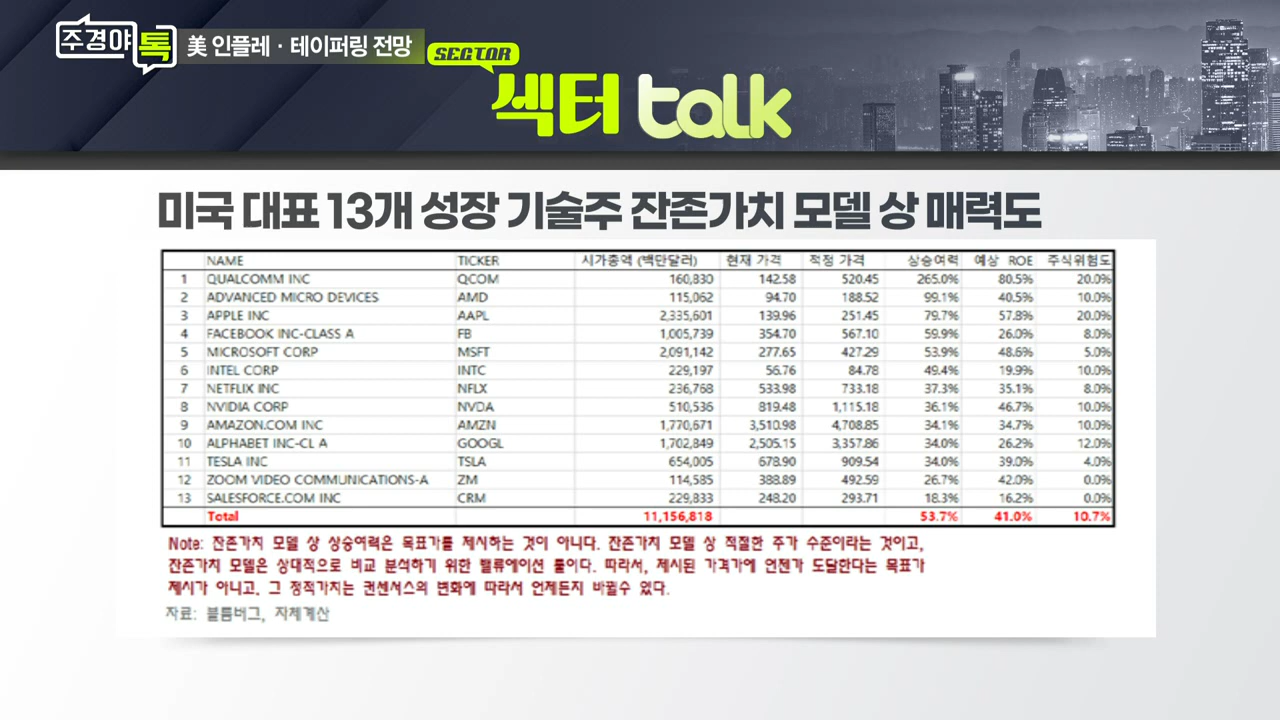 주경야톡 美 인플레 · 테이퍼링 전망
SECTOR
섹터 talk
미국 대표 13개 성장 기술주 잔존가치 모델 상 매력도
NAME TICKER 시가총액 (백만달러) 현재 가격 적정 가격 상승여력 예상 ROE 주식위험도
1 QUALCOMM INC QCOM 160,830 142.58 520.45 265.0% 80.5% 20.0%
2 ADVANCED MICRO DEVICES AMD 115,062 94.70 188.52 99.1% 40.5% 10.0%
3 APPLE INC AAPL 2,335,601 139.96 251.45 79.7% 57.8% 20.0%
4 FACEBOOK INC-CLASS A FB 1,005,739 354.70 567.10 59.9% 26.0% 8.0%
5 MICROSOFT CORP MSFT 2,091,142 277.65 427.29 53.9% 48.6% 5.0%
6 INTEL CORP INTC 229,197 56.76 84.78 49.4% 19.9% 10.0%
7 NETFLIX INC NFLX 236,768 533.98 733.18 37.3% 35.1% 8.0%
8 NVIDIA CORP NVDA 510,536 819.48 1,115.18 36.1% 46.7% 10.0%
9 AMAZON.COM INC AMZN 1,770,671 3,510.98 4,708.85 34.1% 34.7% 10.0%
10 ALPHABET INC-CL A GOOGL 1,702,849 2,505.15 3,357.86 34.0% 26.2% 12.0%
11 TESLA INC TSLA 654,005 678.90 909.54 34.0% 39.0% 4.0%
12 ZOOM VIDEO COMMUNICATIONS-A ZM 114,585 388.89 492.59 26.7% 42.0% 0.0%
13 SALESFORCE.COM INC CRM 229,833 248.20 293.71 18.3% 16.2% 0.0%
Total 11,156,818 53.7% 41.0% 10.7%
Note: 잔존가치 모델 상 상승여력은 목표가를 제시하는 것이 아니다. 잔존가치 모델 상 적절한 주가 수준이라는 것이고,
잔존가치 모델은 상대적으로 비교 분석하기 위한 밸류에이션 툴이다. 따라서, 제시된 가격가에 언젠가 도달한다는 목표가
제시가 아니고, 그 정적가치는 컨센서스의 변화에 따라서 언제든지 바뀔수 있다.
자료: 블룸버그, 자체계산